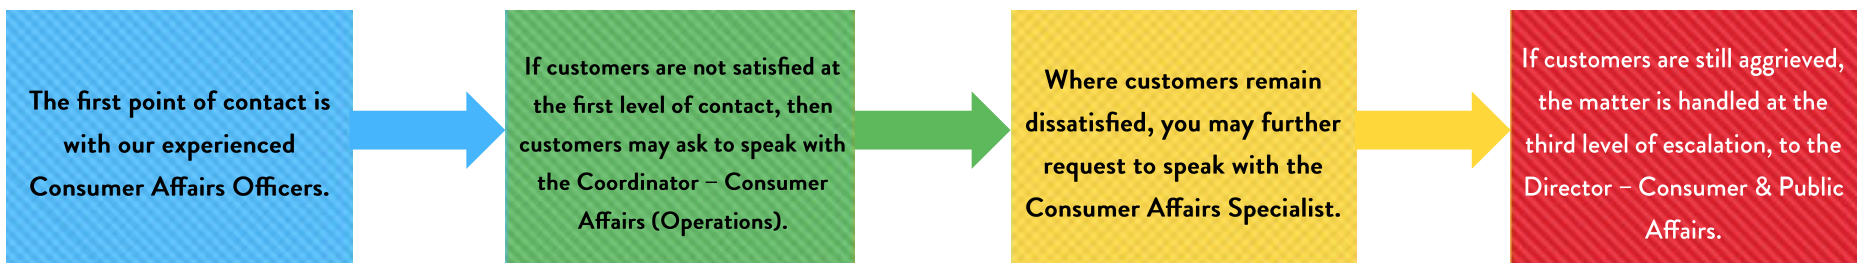 The first point of contact is
with our experienced
Consumer Affairs Officers.
If customers are not satisfied at
the first level of contact, then
customers may ask to speak with
the Coordinator – Consumer
Affairs (Operations).
Where customers remain
dissatisfied, you may further
request to speak with the
Consumer Affairs Specialist.
If customers are still aggrieved,
the matter is handled at the
third level of escalation, to the
Director – Consumer & Public
Affairs.